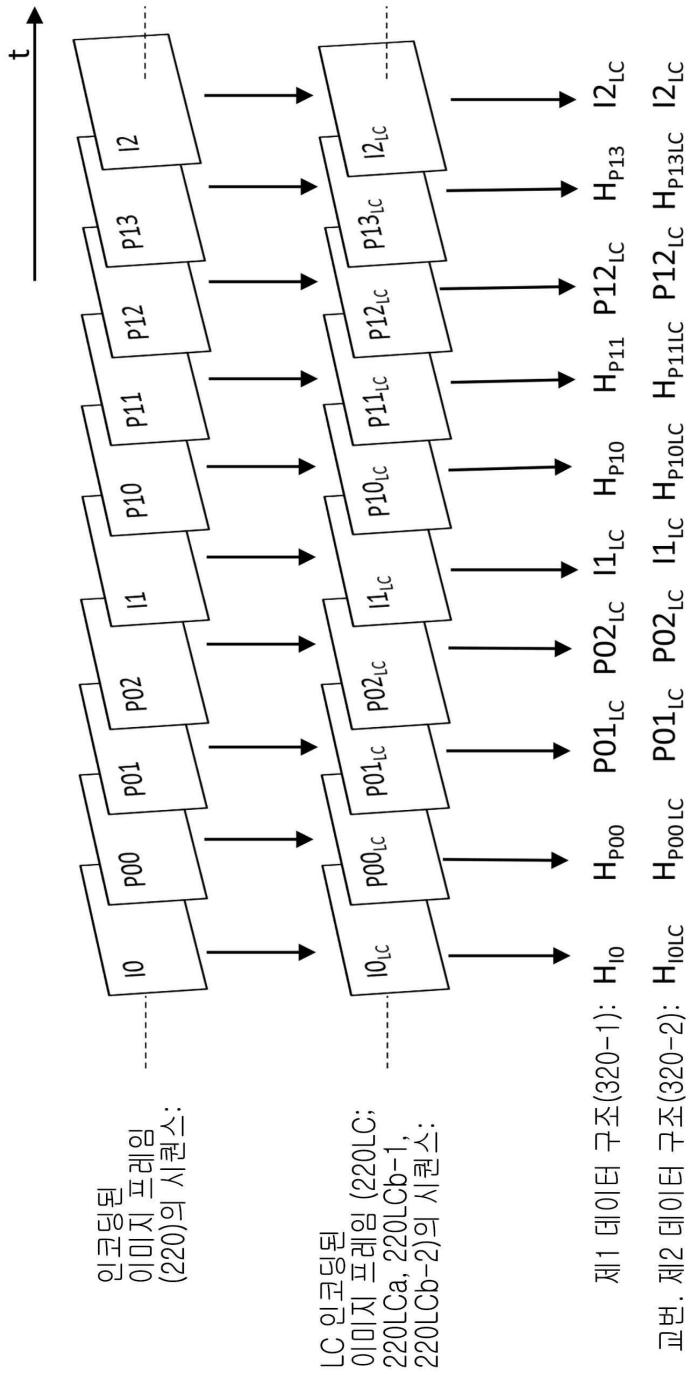 t
인코딩된
이미지 프레임
(220)의 시퀀스:
I0 P00 P01 P02 I1 P10 P11 P12 P13 I2
LC 인코딩된
이미지 프레임 (220LC;
220LCa, 220LCb-1,
220LCb-2)의 시퀀스:
I0LC P00LC P01LC P02LC I1LC P10LC P11LC P12LC P13LC I2LC
제1 데이터 구조(320-1): HI0 HP00 P01LC P02LC I1LC HP10 HP11 P12LC HP13 I2LC
교번. 제2 데이터 구조(320-2): HI0LC HP00LC P01LC P02LC I1LC HP10LC HP11LC P12LC HP13LC I2LC